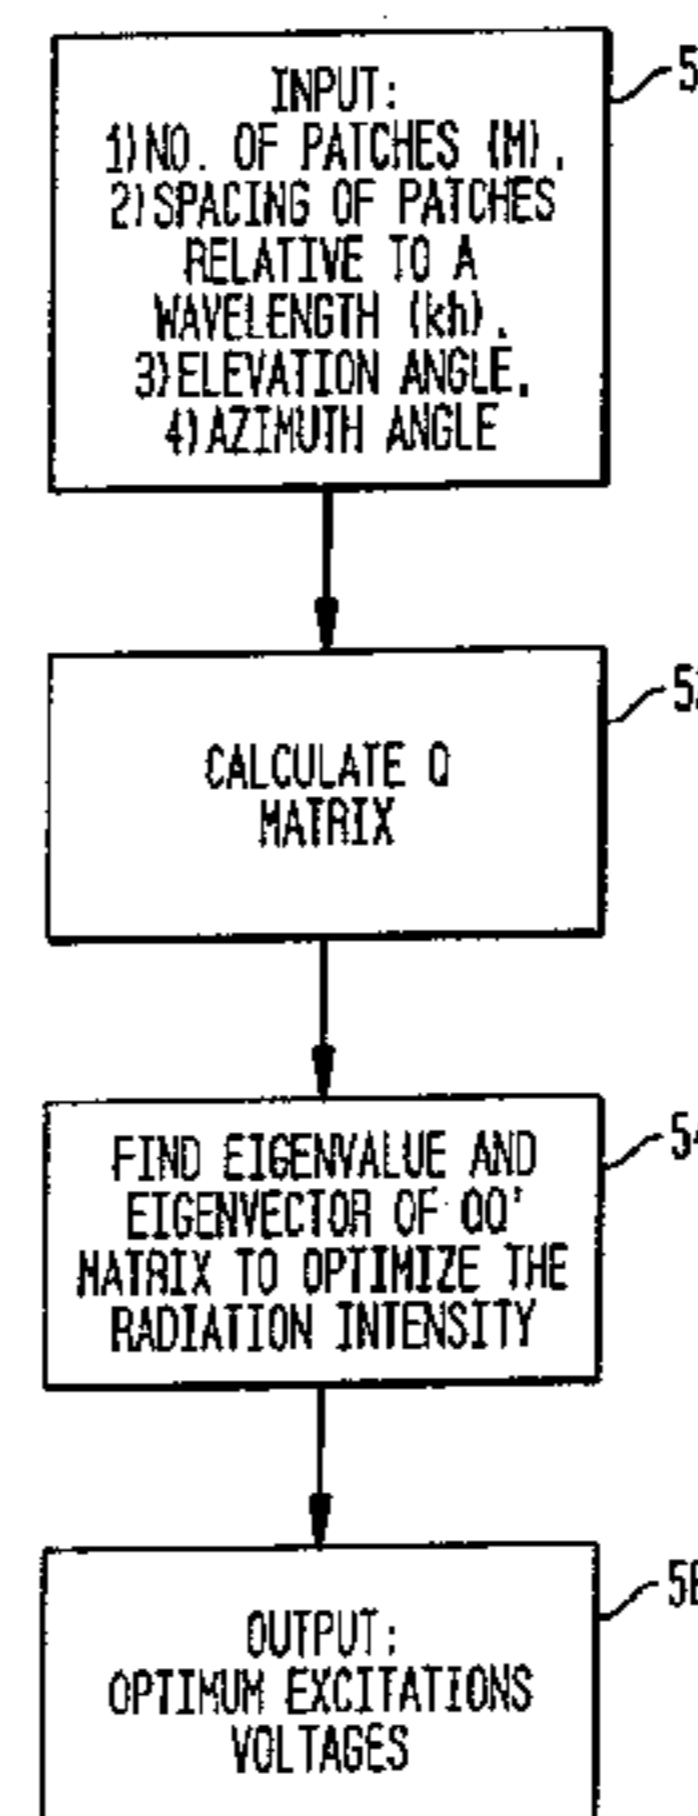 INPUT:
1) NO. OF PATCHES (M),
2) SPACING OF PATCHES
RELATIVE TO A
WAVELENGTH (kh),
3) ELEVATION ANGLE,
4) AZIMUTH ANGLE
CALCULATE Q
MATRIX
FIND EIGENVALUE AND
EIGENVECTOR OF QQ'
MATRIX TO OPTIMIZE THE
RADIATION INTENSITY
54
OUTPUT:
OPTIMUM EXCITATIONS
VOLTAGES